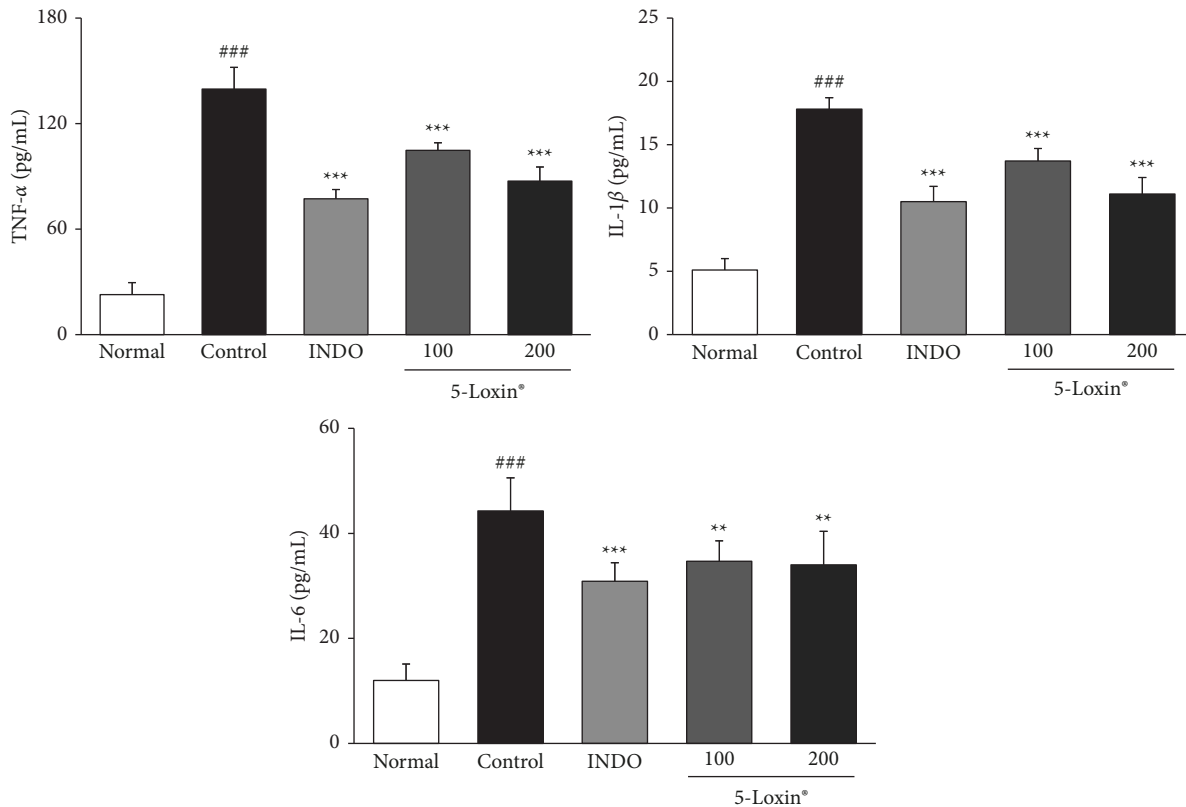 TNF-α (pg/mL)
180
120
60
0
###
***
***
***
Normal Control INDO 100 200
5-Loxin®
IL-1β (pg/mL)
25
20
15
10
5
0
###
***
***
***
Normal Control INDO 100 200
5-Loxin®
IL-6 (pg/mL)
60
40
20
0
###
***
**
**
Normal Control INDO 100 200
5-Loxin®